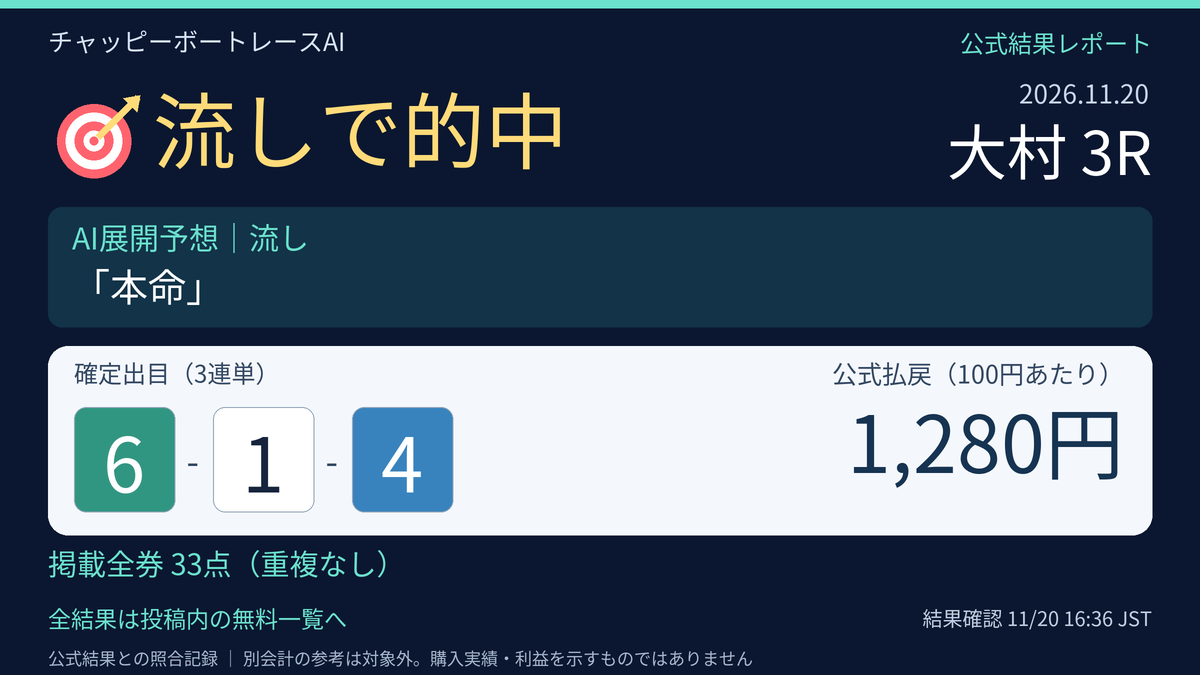 チャッピーボートレースAI
公式結果レポート
2026.11.20
流しで的中
大村 3R
AI展開予想｜流し
「本命」
確定出目（3連単）
公式払戻（100円あたり）
6 - 1 - 4
1,280円
掲載全券 33点（重複なし）
全結果は投稿内の無料一覧へ
結果確認 11/20 16:36 JST
公式結果との照合記録｜別会計の参考は対象外。購入実績・利益を示すものではありません